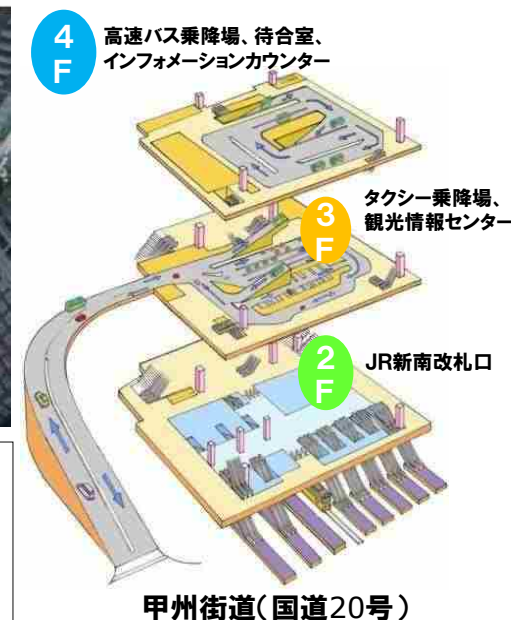 4
F
高速バス乗降場、待合室、
インフォメーションカウンター
3
F
タクシー乗降場、
観光情報センター
2
F
JR新南改札口
甲州街道(国道20号)